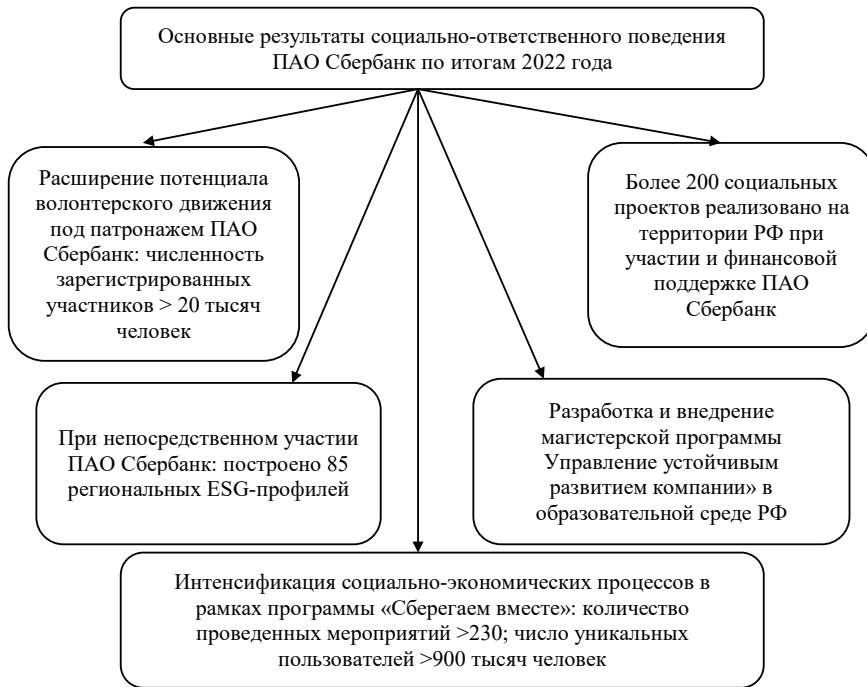 Основные результаты социально-ответственного поведения
ПАО Сбербанк по итогам 2022 года
Расширение потенциала
волонтерского движения
под патронажем ПАО
Сбербанк: численность
зарегистрированных
участников > 20 тысяч
человек
Более 200 социальных
проектов реализовано на
территории РФ при
участии и финансовой
поддержке ПАО
Сбербанк
При непосредственном участии
ПАО Сбербанк: построено 85
региональных ESG-профилей
Разработка и внедрение
магистерской программы
Управление устойчивым
развитием компании» в
образовательной среде РФ
Интенсификация социально-экономических процессов в
рамках программы «Сберегаем вместе»: количество
проведенных мероприятий >230; число уникальных
пользователей >900 тысяч человек